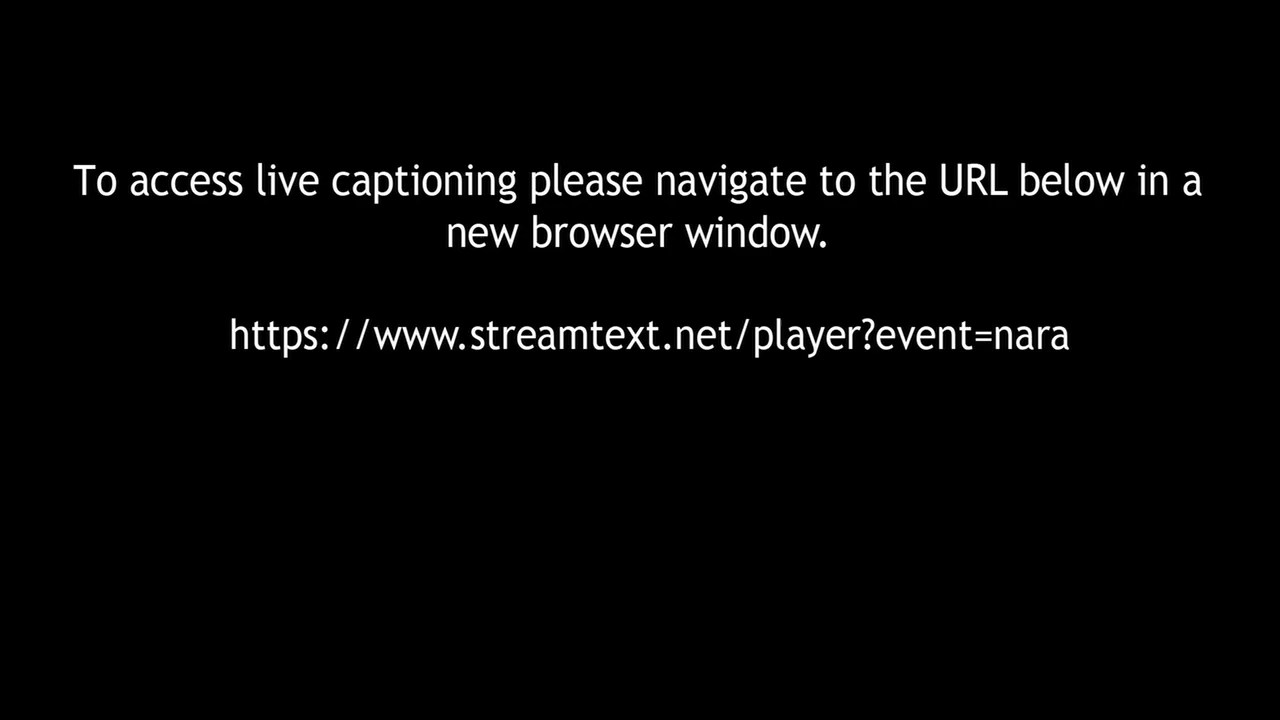 To access live captioning please navigate to the URL below in a
new browser window.
https://www.streamtext.net/player?event=nara